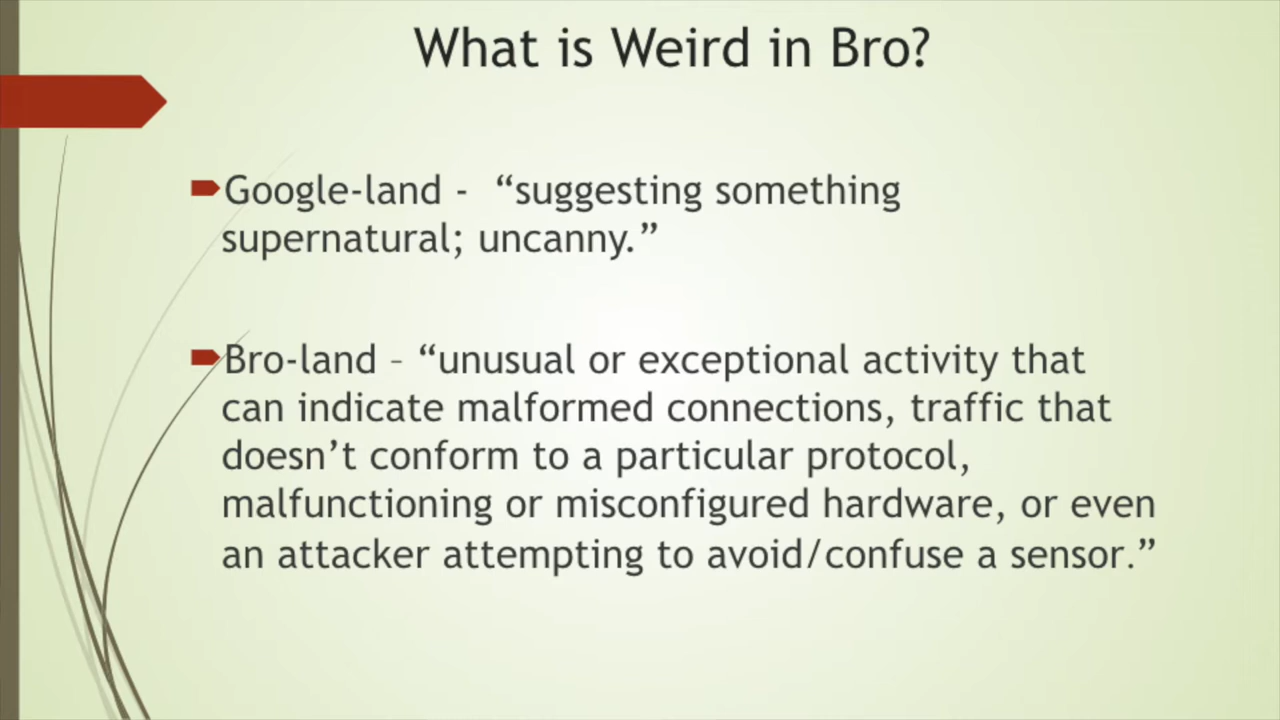 What is Weird in Bro?
Google-land -  “suggesting something
supernatural; uncanny.”
Bro-land – “unusual or exceptional activity that
can indicate malformed connections, traffic that
doesn’t conform to a particular protocol,
malfunctioning or misconfigured hardware, or even
an attacker attempting to avoid/confuse a sensor.”